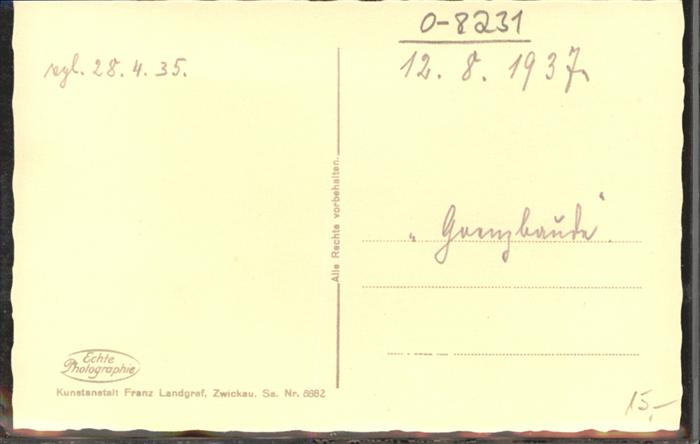 O-8231
12. 8. 1937.
vgl. 28. 4. 35.
Alle Rechte vorbehalten.
„Grenzbaude“.
Echte
Photographie
Kunstanstalt Franz Landgraf, Zwickau. Sa. Nr. 8882
15,–